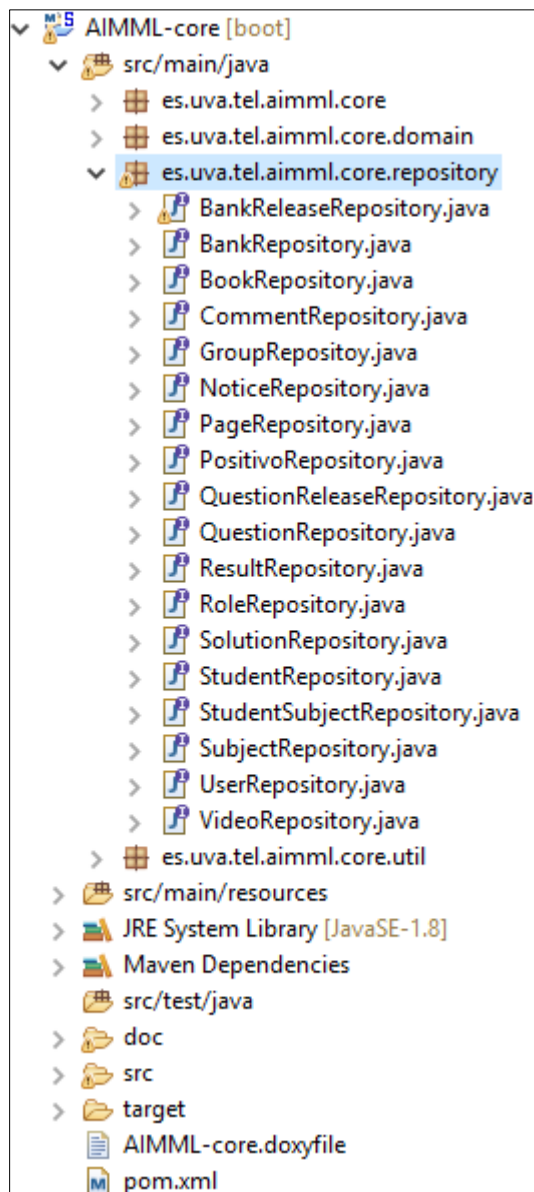 AIMML-core [boot]
src/main/java
es.uva.tel.aimml.core
es.uva.tel.aimml.core.domain
es.uva.tel.aimml.core.repository
BankReleaseRepository.java
BankRepository.java
BookRepository.java
CommentRepository.java
GroupRepositoy.java
NoticeRepository.java
PageRepository.java
PositivoRepository.java
QuestionReleaseRepository.java
QuestionRepository.java
ResultRepository.java
RoleRepository.java
SolutionRepository.java
StudentRepository.java
StudentSubjectRepository.java
SubjectRepository.java
UserRepository.java
VideoRepository.java
es.uva.tel.aimml.core.util
src/main/resources
JRE System Library [JavaSE-1.8]
Maven Dependencies
src/test/java
doc
src
target
AIMML-core.doxyfile
pom.xml